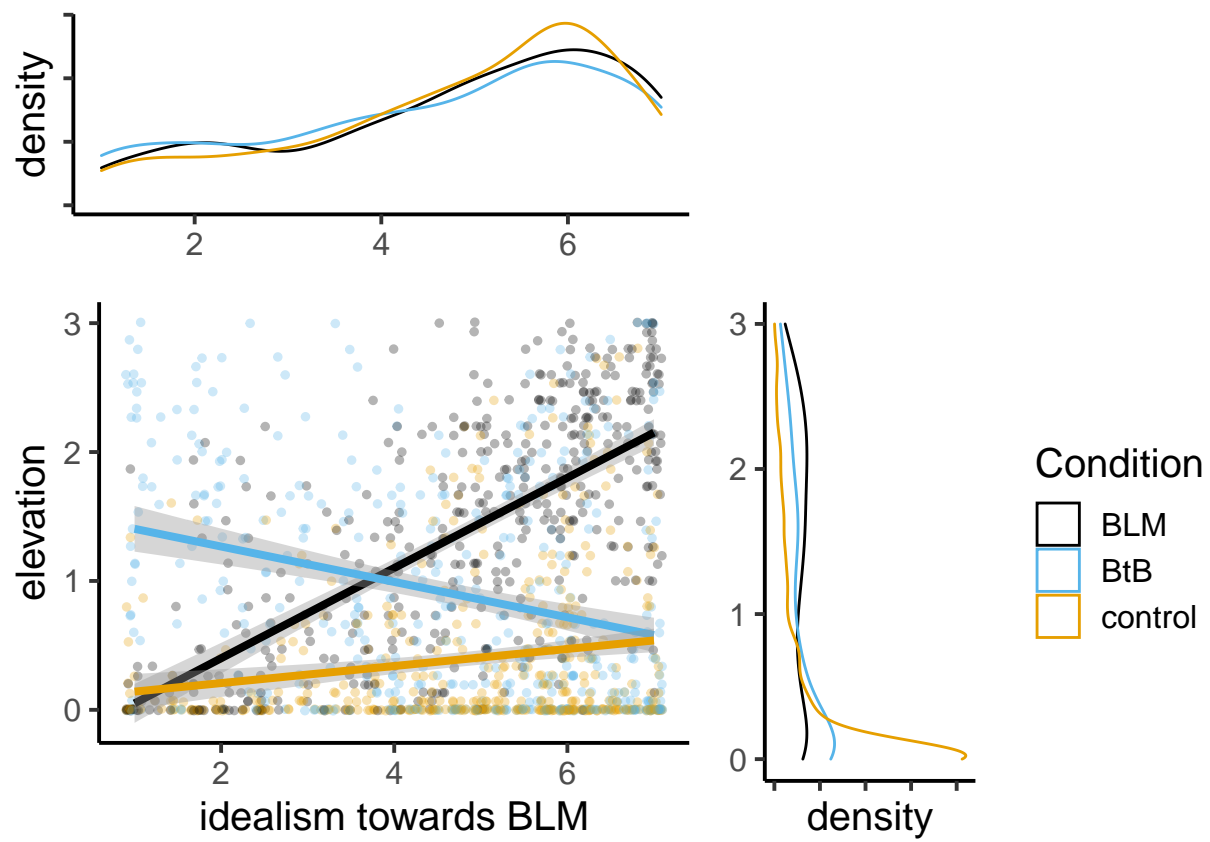 density
2 4 6
elevation
3
2
1
0
2 4 6
idealism towards BLM
3
2
1
0
density
Condition
BLM
BtB
control